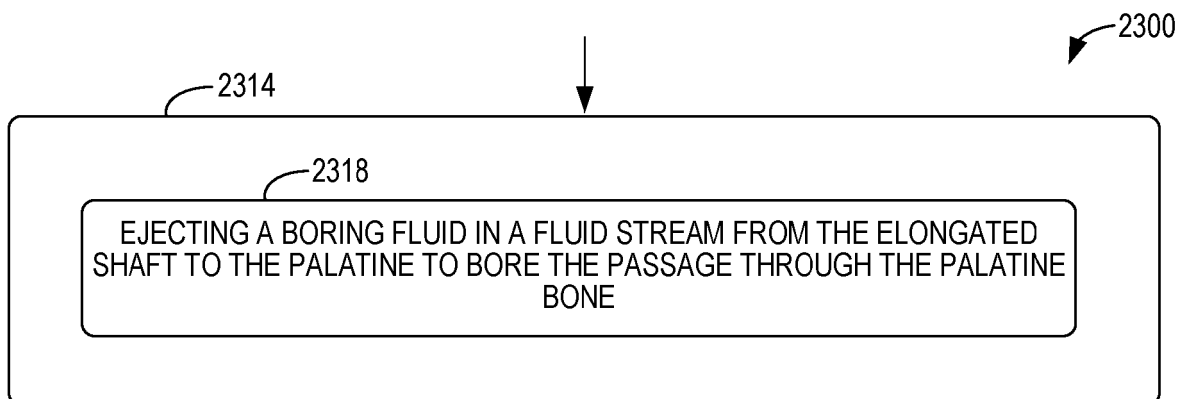 2300
2314
2318
EJECTING A BORING FLUID IN A FLUID STREAM FROM THE ELONGATED
SHAFT TO THE PALATINE TO BORE THE PASSAGE THROUGH THE PALATINE
BONE